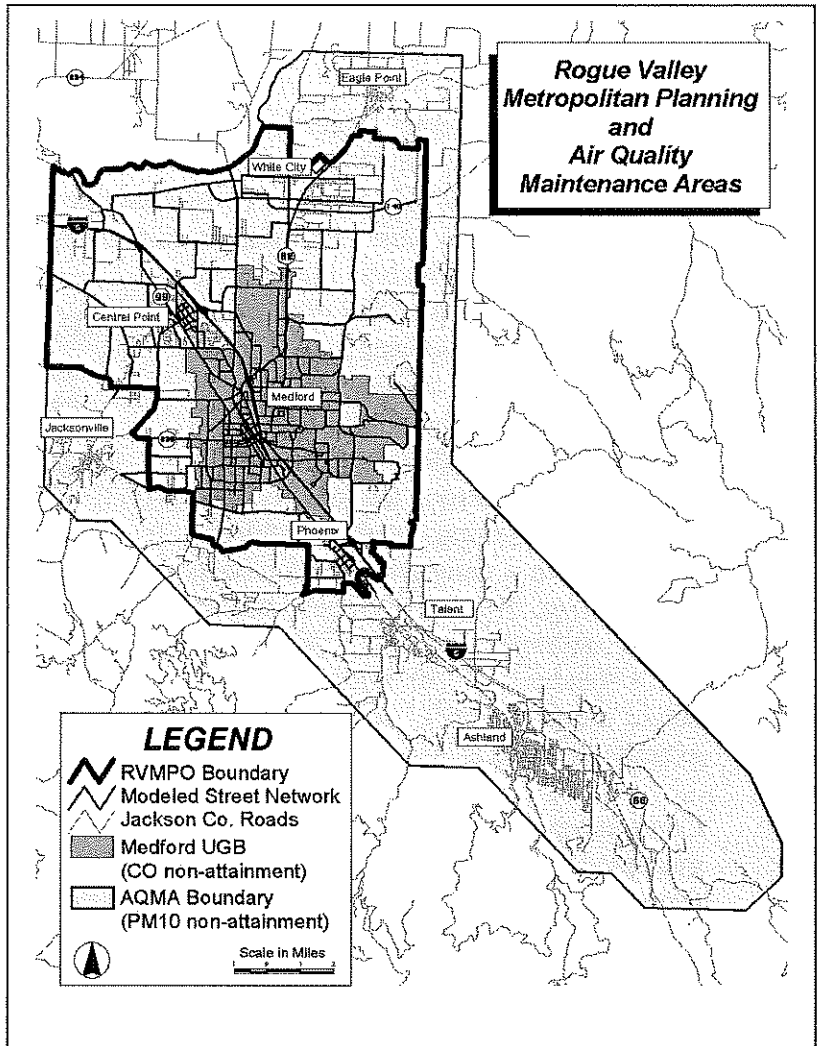 Rogue Valley
Metropolitan Planning
and
Air Quality
Maintenance Areas
Eagle Point
White City
Central Point
99
Medford
Jacksonville
Phoenix
Talent
Ashland
66
LEGEND
RVMPO Boundary
Modeled Street Network
Jackson Co. Roads
Medford UGB
(CO non-attainment)
AQMA Boundary
(PM10 non-attainment)
Scale in Miles